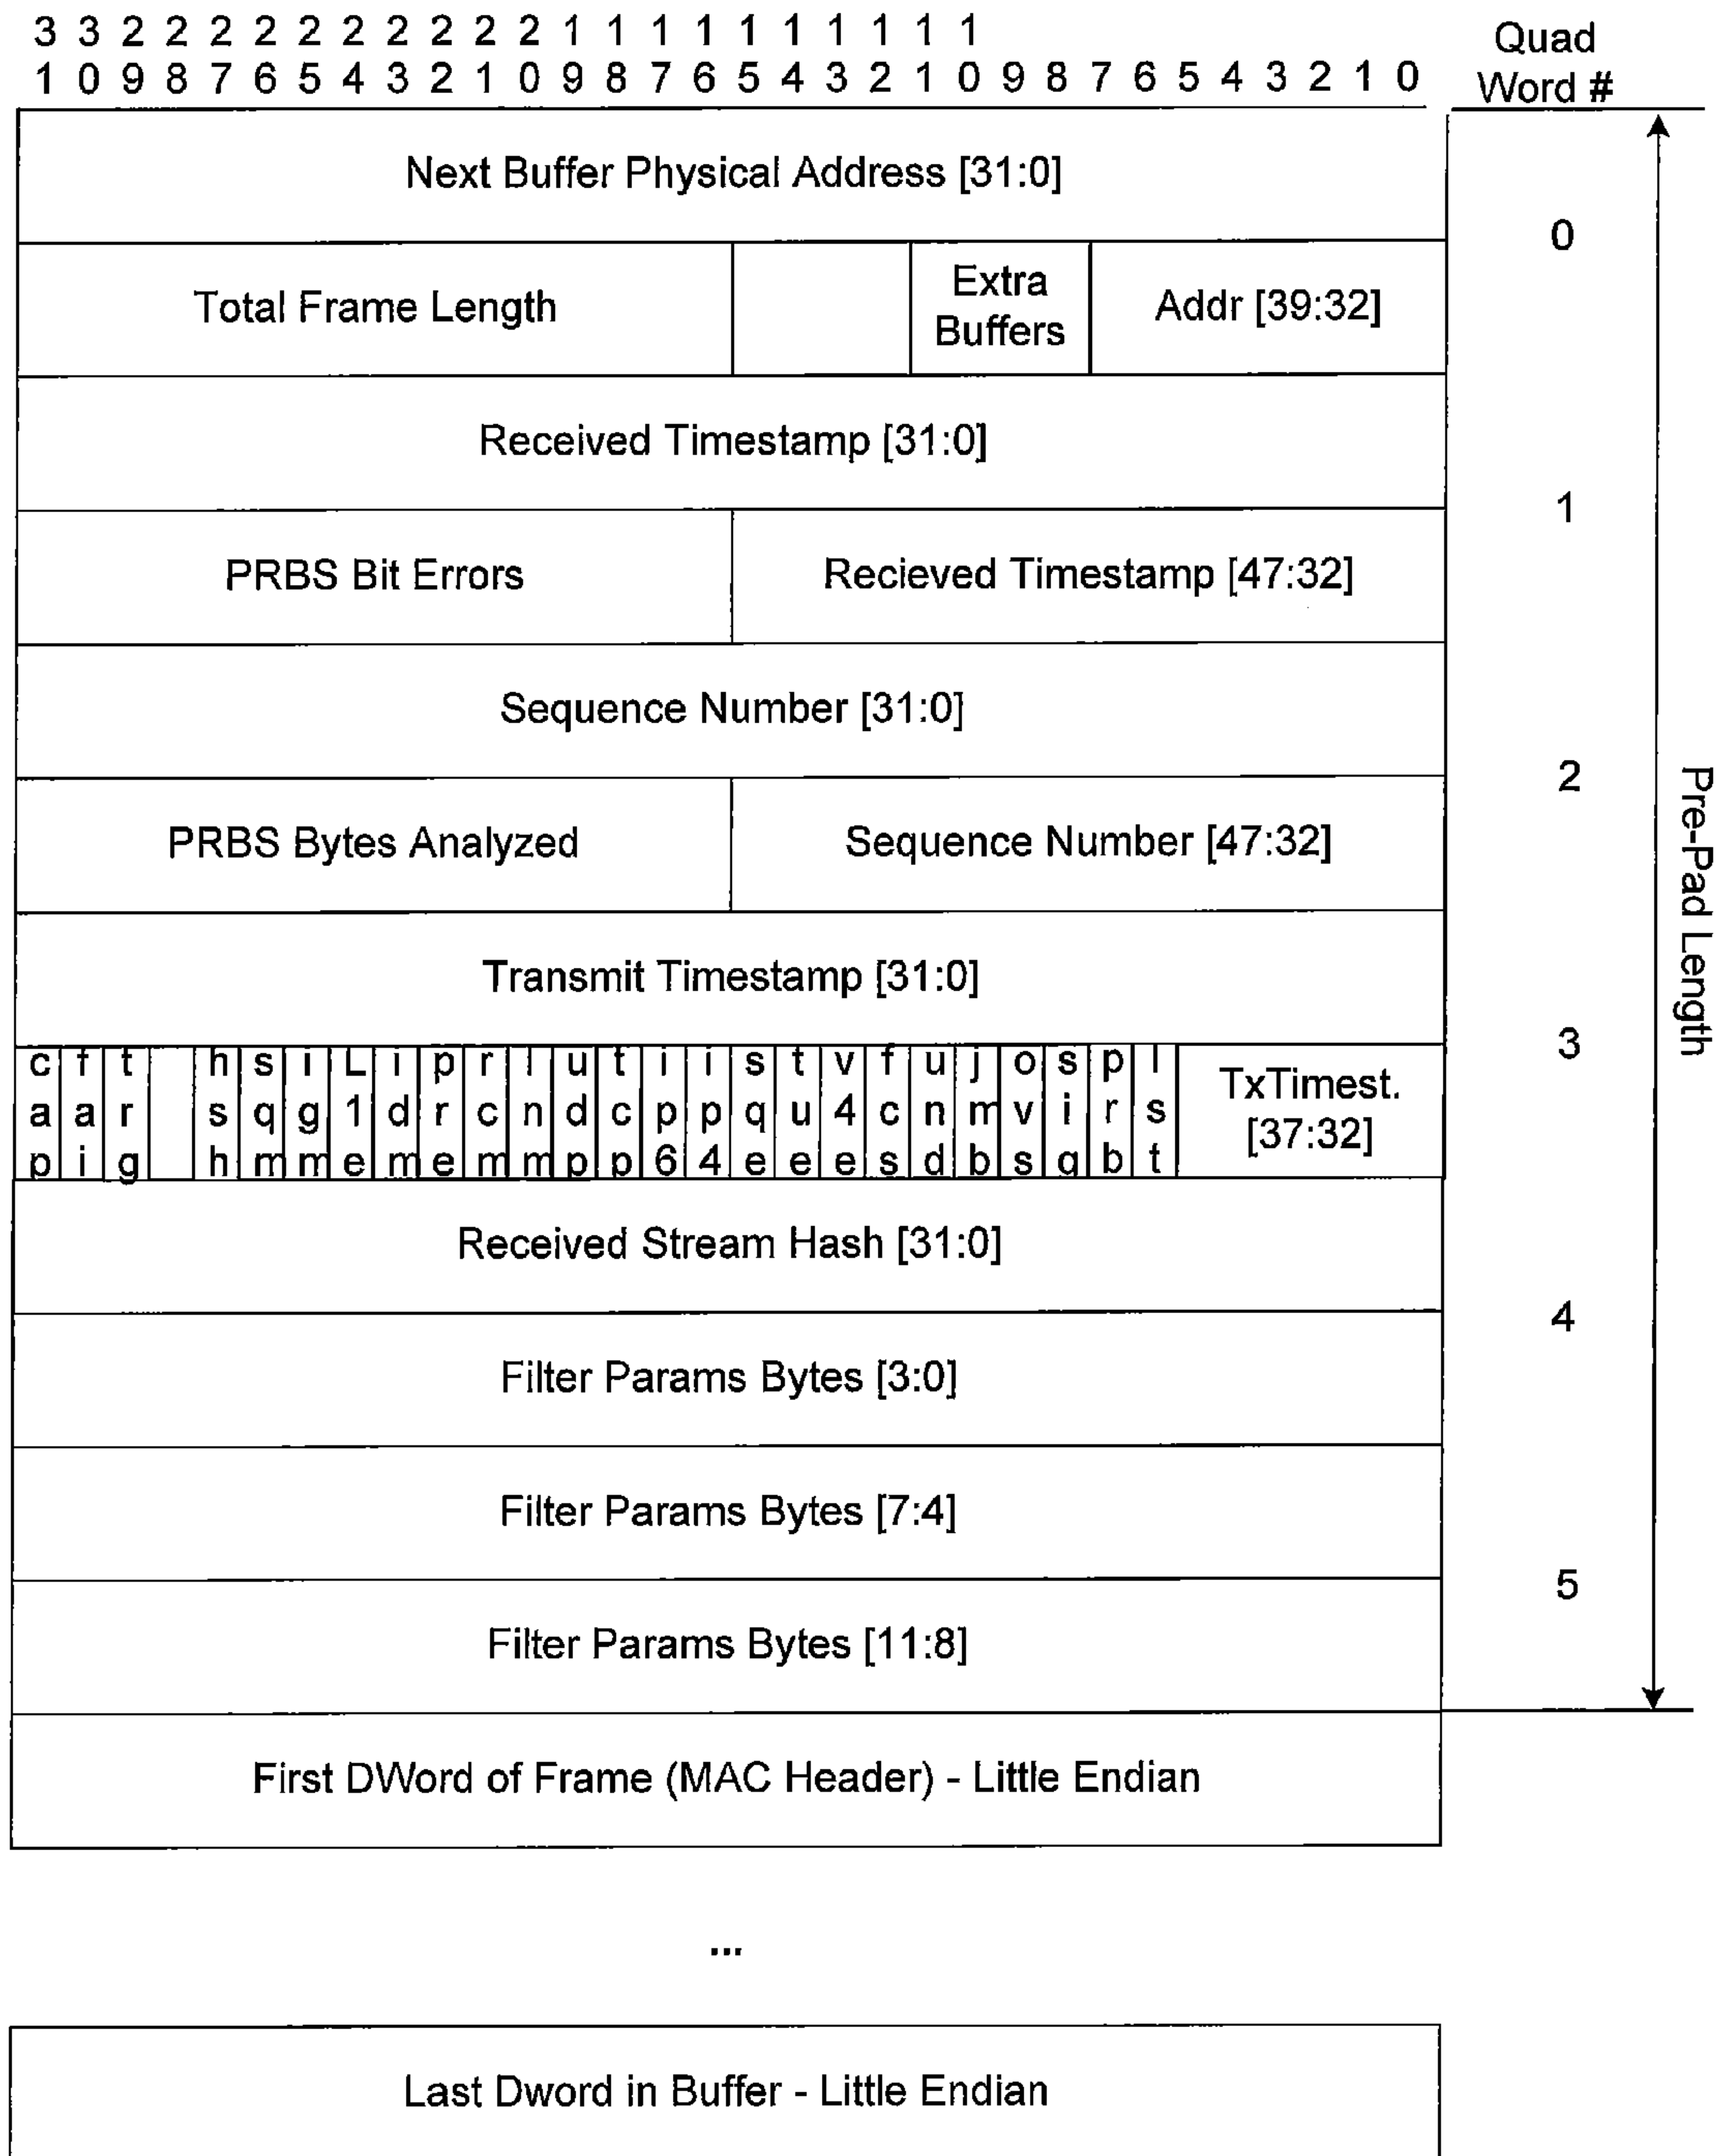 3 3 2 2 2 2 2 2 2 2 2 2 1 1 1 1 1 1 1 1 1 1
1 0 9 8 7 6 5 4 3 2 1 0 9 8 7 6 5 4 3 2 1 0 9 8 7 6 5 4 3 2 1 0
Quad
Word #
Next Buffer Physical Address [31:0]
0
Total Frame Length
Extra
Buffers
Addr [39:32]
Received Timestamp [31:0]
1
PRBS Bit Errors
Recieved Timestamp [47:32]
Sequence Number [31:0]
2
PRBS Bytes Analyzed
Sequence Number [47:32]
Transmit Timestamp [31:0]
3
c f t h s i L i p r l u t i i s t v f u j o s p l
a a r s q g 1 d r c n d c p p q u 4 c n m v i r s
p i g h m m e m e m m p p 6 4 e e e s d b s g b t
TxTimest.
[37:32]
Received Stream Hash [31:0]
4
Filter Params Bytes [3:0]
Filter Params Bytes [7:4]
5
Filter Params Bytes [11:8]
Pre-Pad Length
First DWord of Frame (MAC Header) - Little Endian
...
Last Dword in Buffer - Little Endian